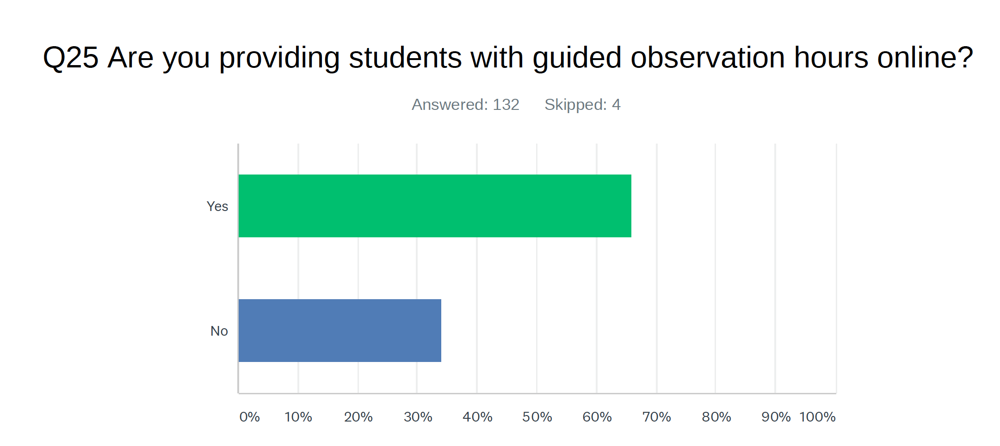 Q25 Are you providing students with guided observation hours online?
Answered: 132 Skipped: 4
Yes
No
0% 10% 20% 30% 40% 50% 60% 70% 80% 90% 100%